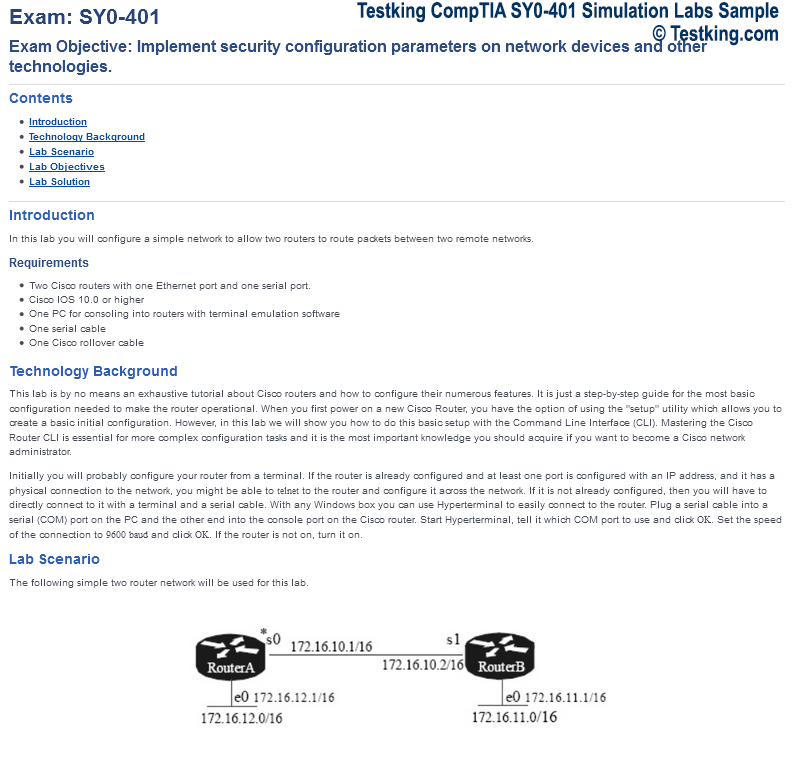 Exam: SY0-401
Testking CompTIA SY0-401 Simulation Labs Sample
© Testking.com
Exam Objective: Implement security configuration parameters on network devices and other
technologies.
Contents
Introduction
Technology Background
Lab Scenario
Lab Objectives
Lab Solution
Introduction
In this lab you will configure a simple network to allow two routers to route packets between two remote networks.
Requirements
Two Cisco routers with one Ethernet port and one serial port.
Cisco IOS 10.0 or higher
One PC for consoling into routers with terminal emulation software
One serial cable
One Cisco rollover cable
Technology Background
This lab is by no means an exhaustive tutorial about Cisco routers and how to configure their numerous features. It is just a step-by-step guide for the most basic
configuration needed to make the router operational. When you first power on a new Cisco Router, you have the option of using the "setup" utility which allows you to
create a basic initial configuration. However, in this lab we will show you how to do this basic setup with the Command Line Interface (CLI). Mastering the Cisco
Router CLI is essential for more complex configuration tasks and it is the most important knowledge you should acquire if you want to become a Cisco network
administrator.
Initially you will probably configure your router from a terminal. If the router is already configured and at least one port is configured with an IP address, and it has a
physical connection to the network, you might be able to telnet to the router and configure it across the network. If it is not already configured, then you will have to
directly connect to it with a terminal and a serial cable. With any Windows box you can use Hyperterminal to easily connect to the router. Plug a serial cable into a
serial (COM) port on the PC and the other end into the console port on the Cisco router. Start Hyperterminal, tell it which COM port to use and click OK. Set the speed
of the connection to 9600 baud and click OK. If the router is not on, turn it on.
Lab Scenario
The following simple two router network will be used for this lab.
*s0 172.16.10.1/16 s1
RouterA 172.16.10.2/16 RouterB
e0 172.16.12.1/16 e0 172.16.11.1/16
172.16.12.0/16 172.16.11.0/16